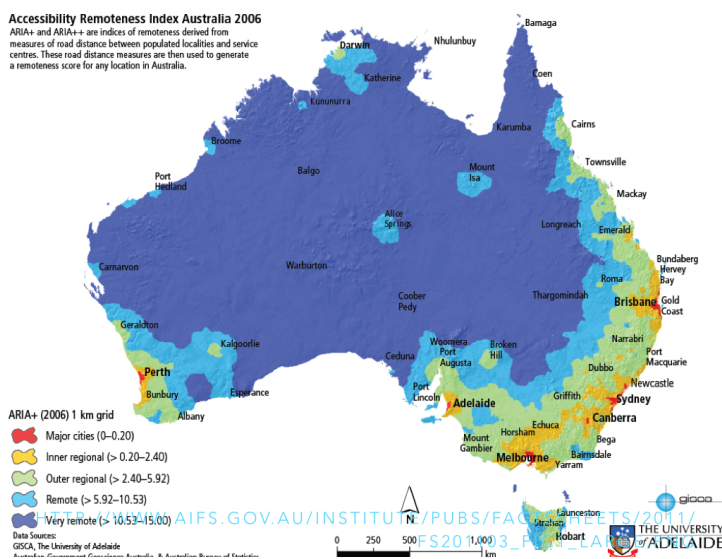 Accessibility Remoteness Index Australia 2006
ARIA+ and ARIA++ are indices of remoteness derived from
measures of road distance between populated localities and service
centres. These road distance measures are then used to generate
a remoteness score for any location in Australia.
Bamaga
Nhulunbuy
Darwin
Coen
Katherine
Kununurra
Karumba
Cairns
Broome
Townsville
Balgo
Mount
Isa
Port
Hedland
Mackay
Alice
Springs
Longreach
Emerald
Carnarvon
Warburton
Bundaberg
Hervey
Bay
Roma
Coober
Pedy
Thargomindah
Brisbane
Gold
Coast
Geraldton
Kalgoorlie
Woomera
Broken
Hill
Narrabri
Ceduna
Port
Augusta
Port
Macquarie
Perth
Dubbo
Bunbury
Esperance
Port
Lincoln
Newcastle
Griffith
Sydney
Adelaide
Albany
Canberra
Echuca
Horsham
Mount
Gambier
Bega
Melbourne
Bairnsdale
Yarram
ARIA+ (2006) 1 km grid
Major cities (0–0.20)
Inner regional (> 0.20–2.40)
Outer regional (> 2.40–5.92)
Remote (> 5.92–10.53)
Very remote (> 10.53–15.00)
N
gisca
HTTP://WWW.AIFS.GOV.AU/INSTITUTE/PUBS/FACTSHEETS/2011/
Launceston
Strahan
Hobart
Data Sources:
GISCA, The University of Adelaide
0 500 1,000
km
THE UNIVERSITY
of ADELAIDE